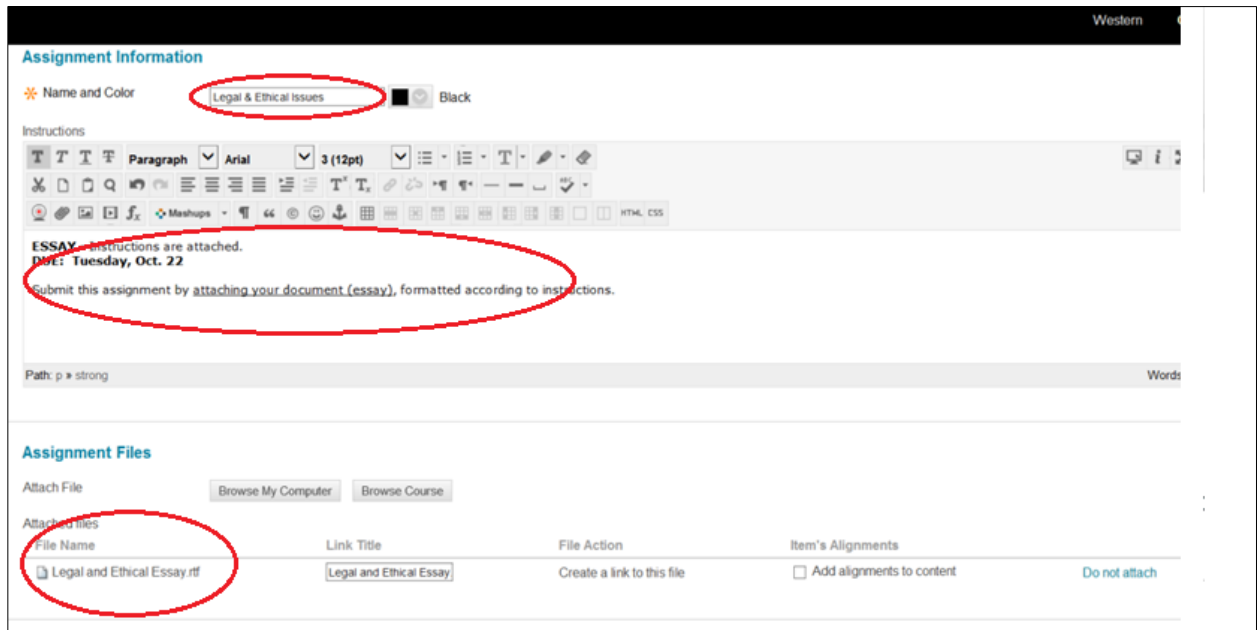 Western
Assignment Information
Name and Color Legal & Ethical Issues Black
Instructions
T T T T Paragraph Arial 3 (12pt) T
Mashups HTML CSS
ESSAY - Instructions are attached.
DUE: Tuesday, Oct. 22
Submit this assignment by attaching your document (essay), formatted according to instructions.
Path: p » strong Words
Assignment Files
Attach File Browse My Computer Browse Course
Attached files
File Name Link Title File Action Item's Alignments
Legal and Ethical Essay.rtf Legal and Ethical Essay Create a link to this file Add alignments to content Do not attach